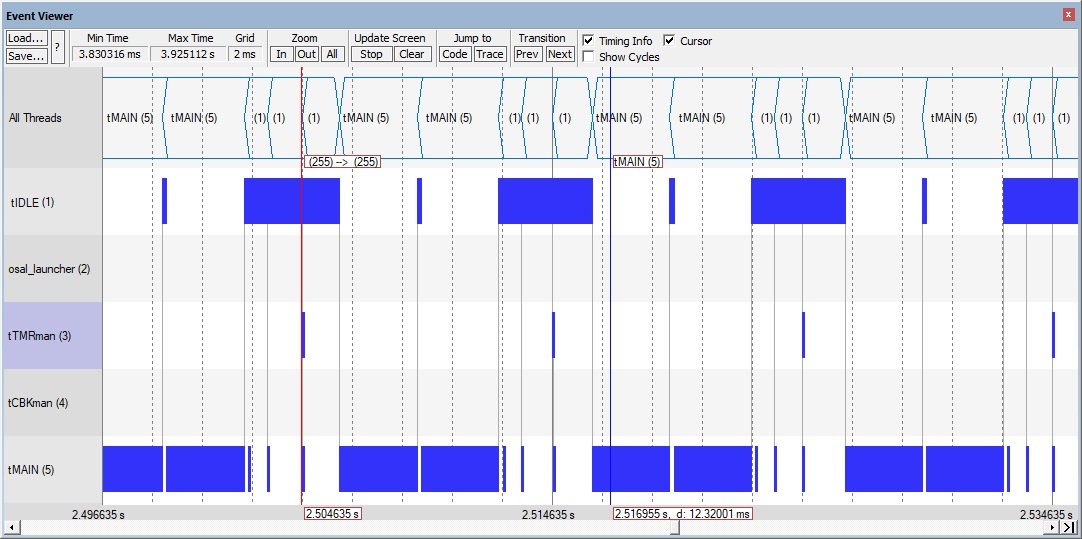 Event Viewer
Load... Save... ? Min Time Max Time Grid Zoom Update Screen Jump to Transition Timing Info Cursor
3.830316 ms 3.925112 s 2 ms In Out All Stop Clear Code Trace Prev Next Show Cycles
All Threads tMAIN (5) tMAIN (5) (1) (1) (1) tMAIN (5) tMAIN (5) (1) (1) (1) tMAIN (5) tMAIN (5) (1) (1) (1) tMAIN (5) tMAIN (5) (1) (1) (1)
(255) --> (255) tMAIN (5)
tIDLE (1)
osal_launcher (2)
tTMRman (3)
tCBKman (4)
tMAIN (5)
2.496635 s 2.504635 s 2.514635 s 2.516955 s, d: 12.32001 ms 2.534635 s